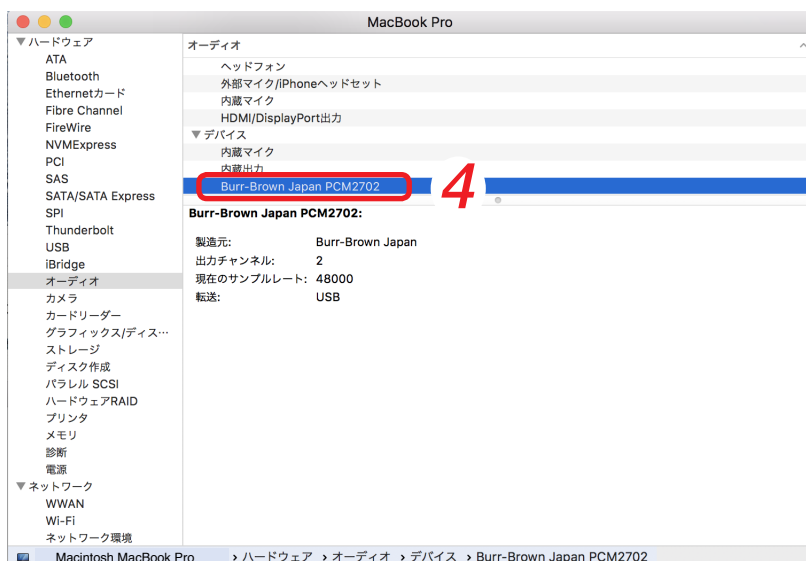 MacBook Pro
▼ハードウェア
ATA
Bluetooth
Ethernetカード
Fibre Channel
FireWire
NVMExpress
PCI
SAS
SATA/SATA Express
SPI
Thunderbolt
USB
iBridge
オーディオ
カメラ
カードリーダー
グラフィックス/ディス…
ストレージ
ディスク作成
パラレル SCSI
ハードウェアRAID
プリンタ
メモリ
診断
電源
▼ネットワーク
WWAN
Wi-Fi
ネットワーク環境
オーディオ
ヘッドフォン
外部マイク/iPhoneヘッドセット
内蔵マイク
HDMI/DisplayPort出力
▼デバイス
内蔵マイク
内蔵出力
Burr-Brown Japan PCM2702
4
Burr-Brown Japan PCM2702:
製造元: Burr-Brown Japan
出力チャンネル: 2
現在のサンプルレート: 48000
転送: USB
Macintosh MacBook Pro › ハードウェア › オーディオ › デバイス › Burr-Brown Japan PCM2702